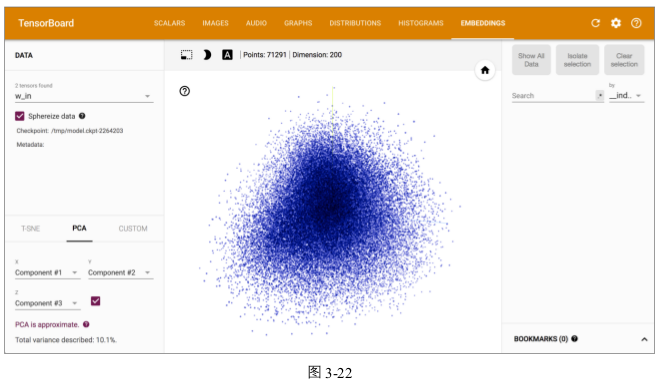 TensorBoard
SCALARS IMAGES AUDIO GRAPHS DISTRIBUTIONS HISTOGRAMS EMBEDDINGS
DATA
2 tensors found
w_in
Sphereize data
Checkpoint: /tmp/model.ckpt-2264203
Metadata:
T-SNE PCA CUSTOM
X
Component #1
Y
Component #2
Z
Component #3
PCA is approximate.
Total variance described: 10.1%.
A
Points: 71291 | Dimension: 200
Show All Data
Isolate selection
Clear selection
Search
.*
by
__ind..
BOOKMARKS (0)
图 3-22